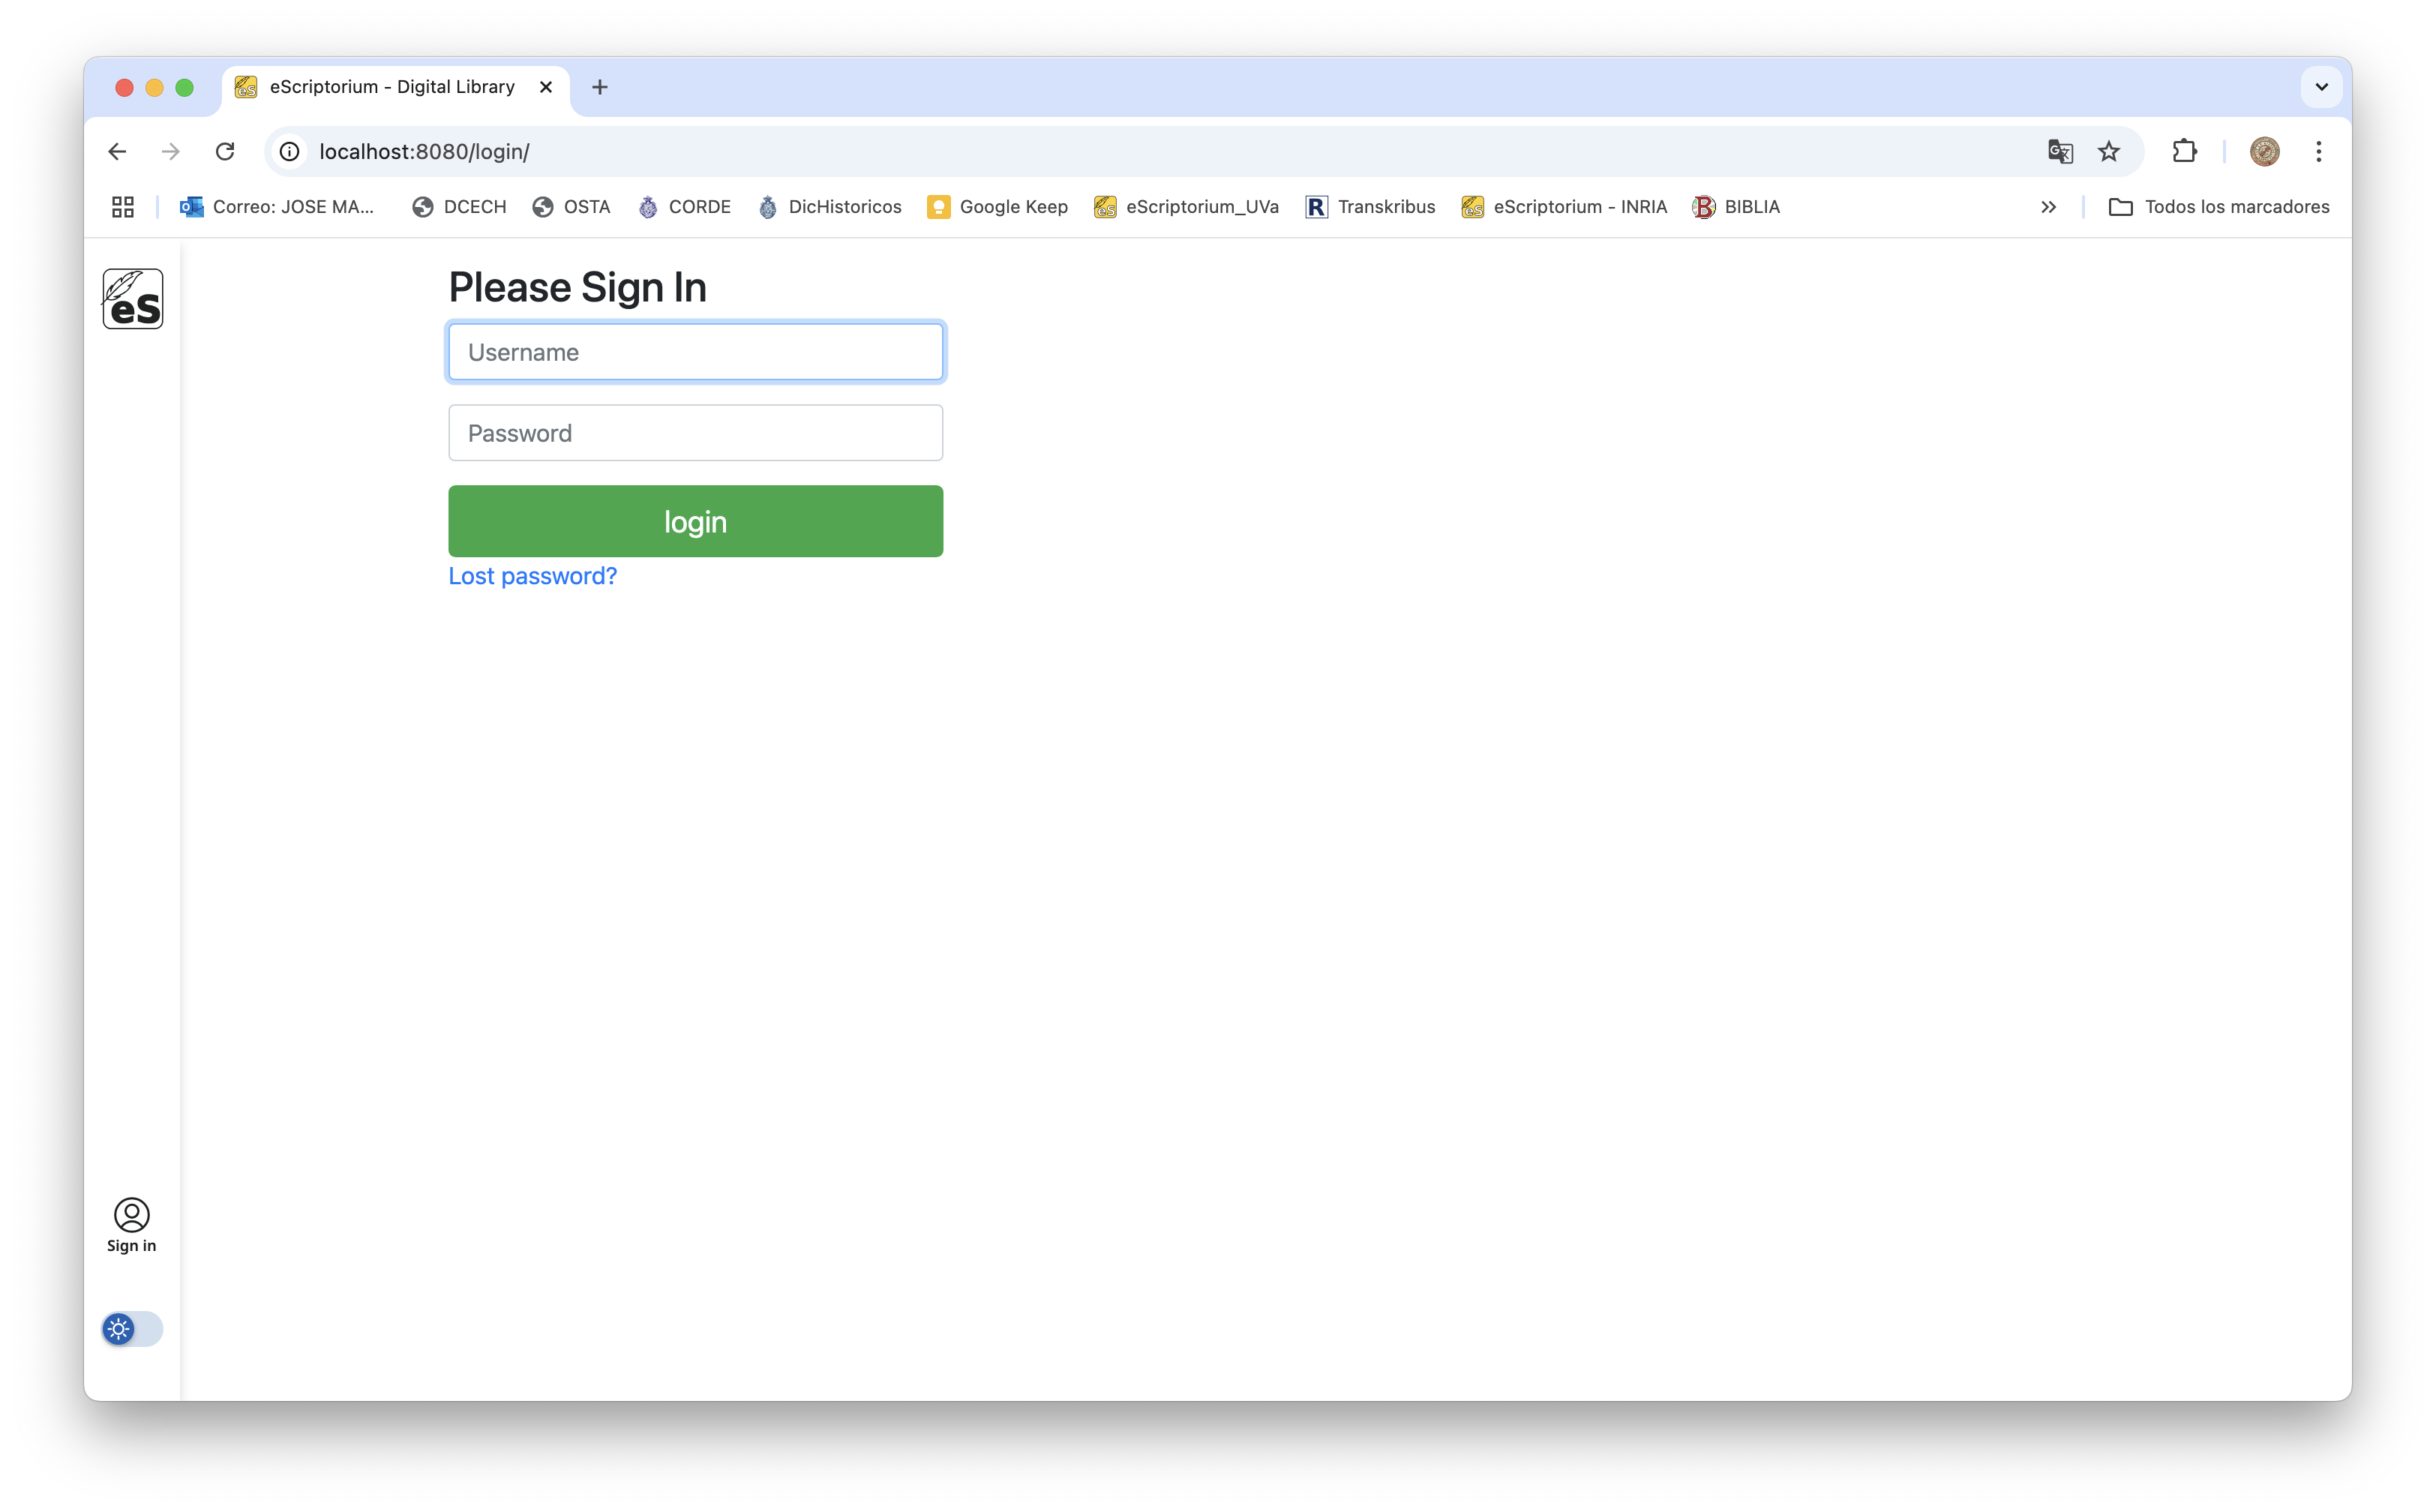 eScriptorium - Digital Library
localhost:8080/login/
Correo: JOSE MA...
DCECH
OSTA
CORDE
DicHistoricos
Google Keep
eScriptorium_UVa
R
Transkribus
eScriptorium - INRIA
B
BIBLIA
Todos los marcadores
eS
Please Sign In
Username
Password
login
Lost password?
Sign in